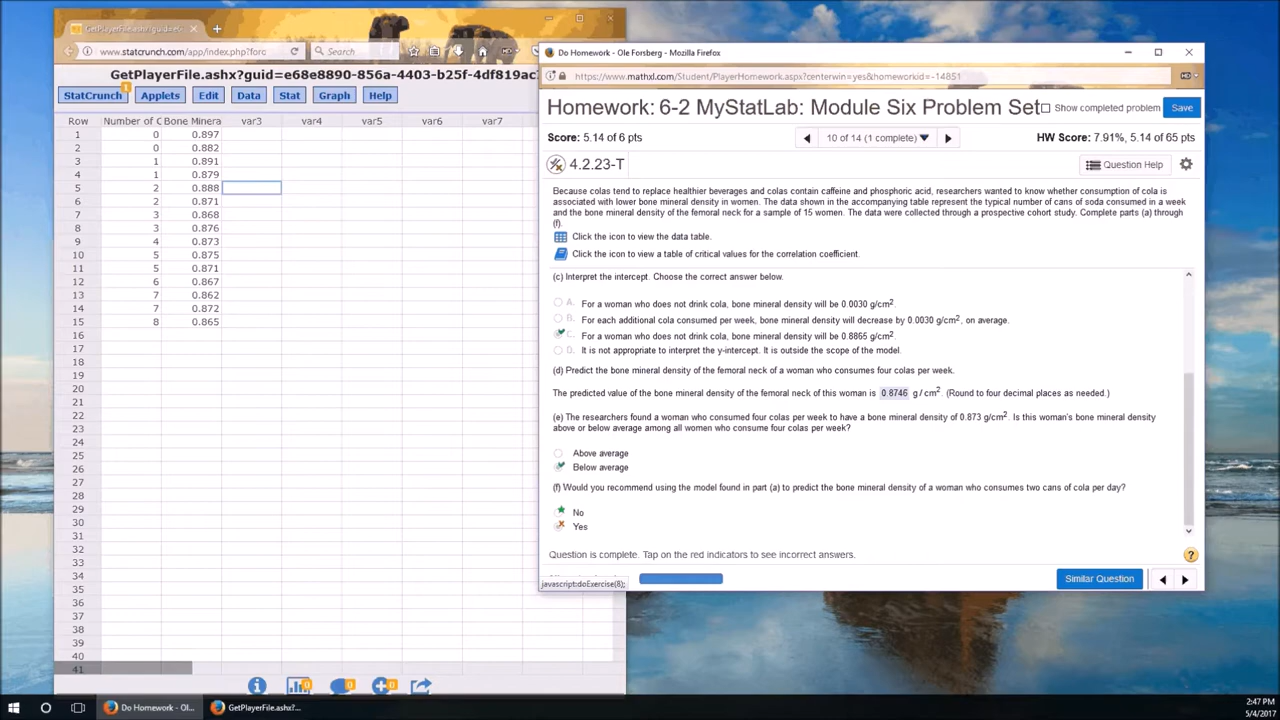 GetPlayerFile.ashx?guid=e6
www.statcrunch.com/app/index.php?forc
Search
GetPlayerFile.ashx?guid=e68e8890-856a-4403-b25f-4df819ac
StatCrunch Applets Edit Data Stat Graph Help
Row Number of C Bone Minera var3 var4 var5 var6 var7
1 0 0.897
2 0 0.882
3 1 0.891
4 1 0.879
5 2 0.888
6 2 0.871
7 3 0.868
8 3 0.876
9 4 0.873
10 5 0.875
11 5 0.871
12 6 0.867
13 7 0.862
14 7 0.872
15 8 0.865
16
17
18
19
20
21
22
23
24
25
26
27
28
29
30
31
32
33
34
35
36
37
38
39
40
41
0 0 0
Do Homework - Ole Forsberg - Mozilla Firefox
https://www.mathxl.com/Student/PlayerHomework.aspx?centerwin=yes&homeworkid=-14851
Homework: 6-2 MyStatLab: Module Six Problem Set
Show completed problem
Save
Score: 5.14 of 6 pts
10 of 14 (1 complete)
HW Score: 7.91%, 5.14 of 65 pts
4.2.23-T
Question Help
Because colas tend to replace healthier beverages and colas contain caffeine and phosphoric acid, researchers wanted to know whether consumption of cola is
associated with lower bone mineral density in women. The data shown in the accompanying table represent the typical number of cans of soda consumed in a week
and the bone mineral density of the femoral neck for a sample of 15 women. The data were collected through a prospective cohort study. Complete parts (a) through
(f).
Click the icon to view the data table.
Click the icon to view a table of critical values for the correlation coefficient.
(c) Interpret the intercept. Choose the correct answer below.
A. For a woman who does not drink cola, bone mineral density will be 0.0030 g/cm2.
B. For each additional cola consumed per week, bone mineral density will decrease by 0.0030 g/cm2, on average.
C. For a woman who does not drink cola, bone mineral density will be 0.8865 g/cm2.
D. It is not appropriate to interpret the y-intercept. It is outside the scope of the model.
(d) Predict the bone mineral density of the femoral neck of a woman who consumes four colas per week.
The predicted value of the bone mineral density of the femoral neck of this woman is 0.8746 g/cm2. (Round to four decimal places as needed.)
(e) The researchers found a woman who consumed four colas per week to have a bone mineral density of 0.873 g/cm2. Is this woman's bone mineral density
above or below average among all women who consume four colas per week?
Above average
Below average
(f) Would you recommend using the model found in part (a) to predict the bone mineral density of a woman who consumes two cans of cola per day?
No
Yes
Question is complete. Tap on the red indicators to see incorrect answers.
javascript:doExercise(8);
Similar Question
Do Homework - Ol...
GetPlayerFile.ashx?...
2:47 PM
5/4/2017